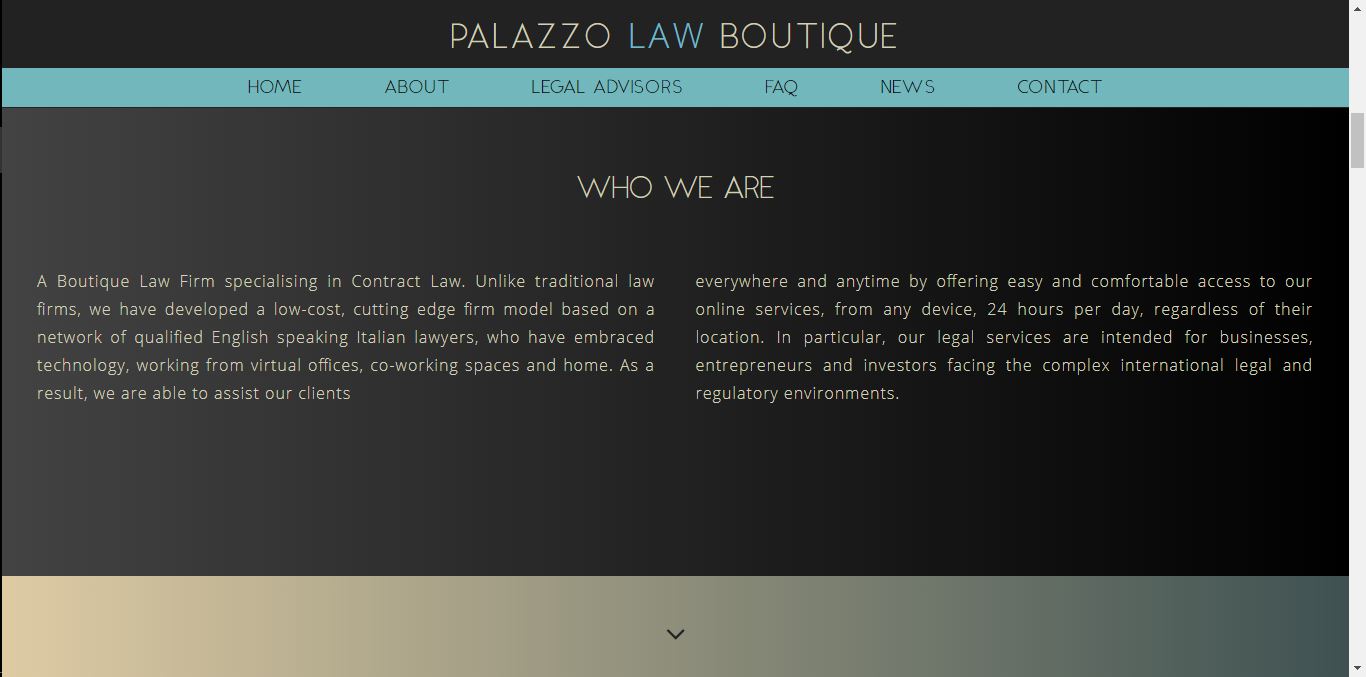 PALAZZO LAW BOUTIQUE
HOME ABOUT LEGAL ADVISORS FAQ NEWS CONTACT
WHO WE ARE
A Boutique Law Firm specialising in Contract Law. Unlike traditional law
firms, we have developed a low-cost, cutting edge firm model based on a
network of qualified English speaking Italian lawyers, who have embraced
technology, working from virtual offices, co-working spaces and home. As a
result, we are able to assist our clients
everywhere and anytime by offering easy and comfortable access to our
online services, from any device, 24 hours per day, regardless of their
location. In particular, our legal services are intended for businesses,
entrepreneurs and investors facing the complex international legal and
regulatory environments.